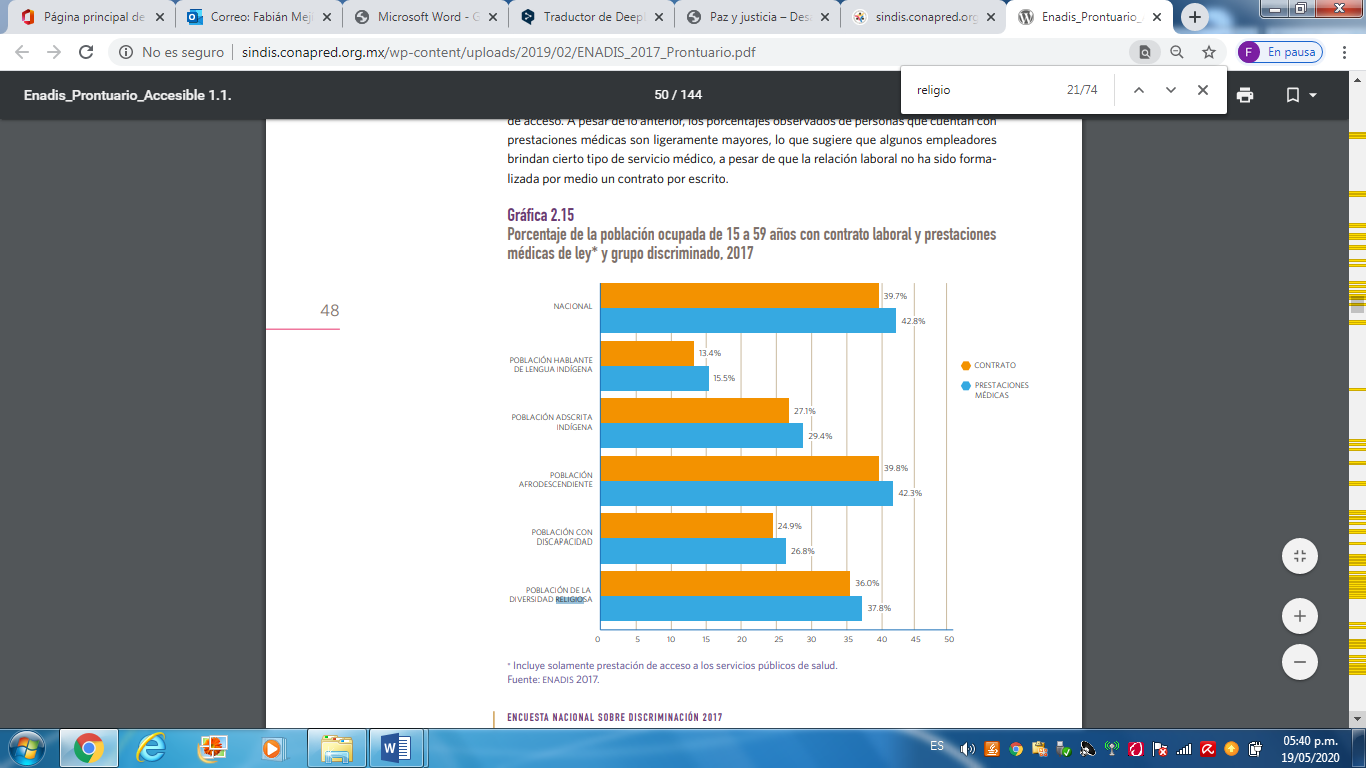 Página principal de
Correo: Fabián Mej
Microsoft Word - G
Traductor de Deepl
Paz y justicia – Des
sindis.conapred.org
Enadis_Prontuario_
No es seguro
sindis.conapred.org.mx/wp-content/uploads/2019/02/ENADIS_2017_Prontuario.pdf
F
En pausa
Enadis_Prontuario_Accesible 1.1.
50 / 144
religio
21/74
de acceso. A pesar de lo anterior, los porcentajes observados de personas que cuentan con
prestaciones médicas son ligeramente mayores, lo que sugiere que algunos empleadores
brindan cierto tipo de servicio médico, a pesar de que la relación laboral no ha sido forma-
lizada por medio un contrato por escrito.
Gráfica 2.15
Porcentaje de la población ocupada de 15 a 59 años con contrato laboral y prestaciones
médicas de ley* y grupo discriminado, 2017
48
NACIONAL
39.7%
42.8%
POBLACIÓN HABLANTE
DE LENGUA INDÍGENA
13.4%
15.5%
POBLACIÓN ADSCRITA
INDÍGENA
27.1%
29.4%
POBLACIÓN
AFRODESCENDIENTE
39.8%
42.3%
POBLACIÓN CON
DISCAPACIDAD
24.9%
26.8%
POBLACIÓN DE LA
DIVERSIDAD RELIGIOSA
36.0%
37.8%
CONTRATO
PRESTACIONES
MÉDICAS
0 5 10 15 20 25 30 35 40 45 50
* Incluye solamente prestación de acceso a los servicios públicos de salud.
Fuente: ENADIS 2017.
ENCUESTA NACIONAL SOBRE DISCRIMINACIÓN 2017
ES
05:40 p.m.
19/05/2020